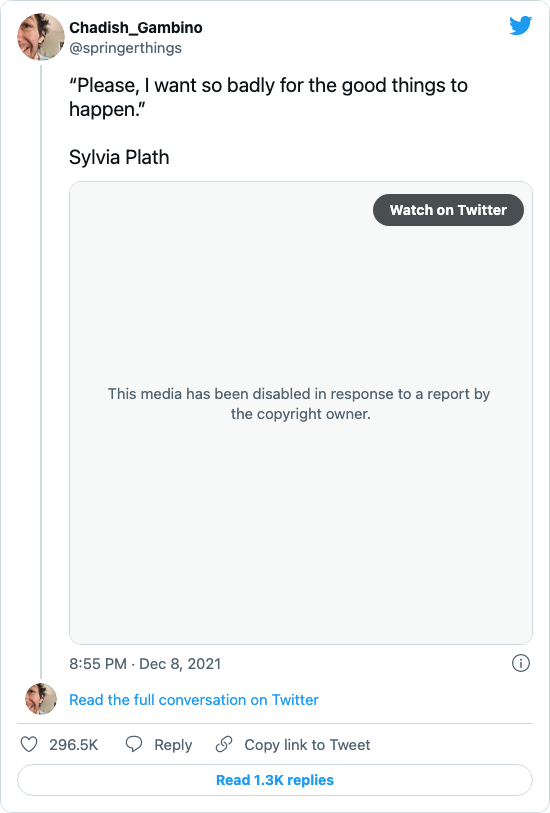 Chadish_Gambino
@springerthings
“Please, I want so badly for the good things to
happen.”
Sylvia Plath
Watch on Twitter
This media has been disabled in response to a report by
the copyright owner.
8:55 PM · Dec 8, 2021
Read the full conversation on Twitter
296.5K Reply Copy link to Tweet
Read 1.3K replies